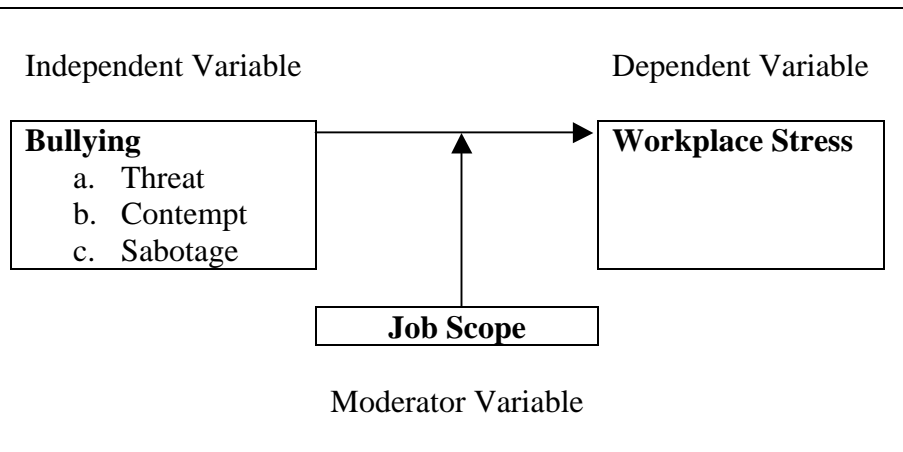 Independent Variable
Dependent Variable
Bullying
a. Threat
b. Contempt
c. Sabotage
Workplace Stress
Job Scope
Moderator Variable